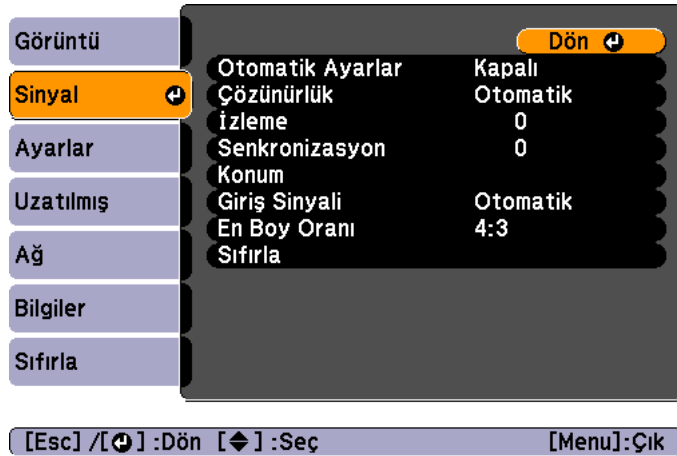 Görüntü
Sinyal
Ayarlar
Uzatılmış
Ağ
Bilgiler
Sıfırla
Dön
Otomatik Ayarlar Kapalı
Çözünürlük Otomatik
İzleme 0
Senkronizasyon 0
Konum
Giriş Sinyali Otomatik
En Boy Oranı 4:3
Sıfırla
[Esc] /[ ] :Dön [ ] :Seç [Menu]:Çık